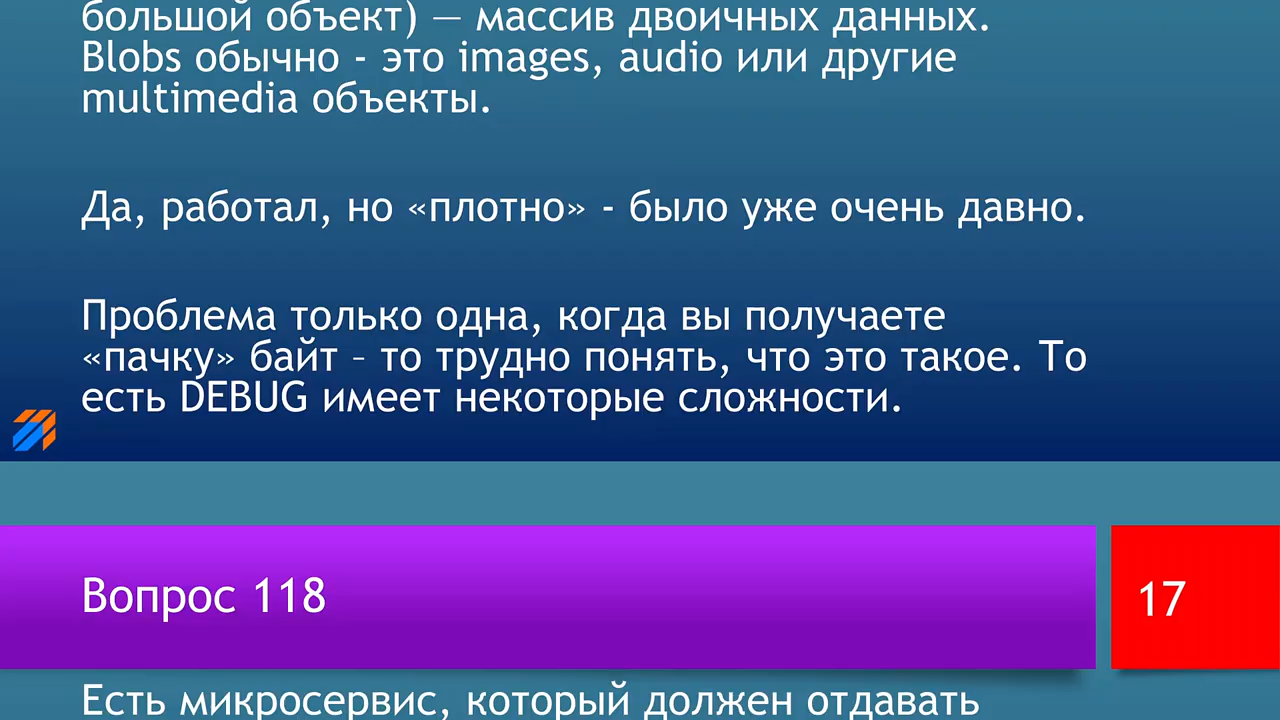 большой объект) — массив двоичных данных.
Blobs обычно - это images, audio или другие
multimedia объекты.
Да, работал, но «плотно» - было уже очень давно.
Проблема только одна, когда вы получаете
«пачку» байт – то трудно понять, что это такое. То
есть DEBUG имеет некоторые сложности.
Вопрос 118
17
Есть микросервис, который должен отдавать